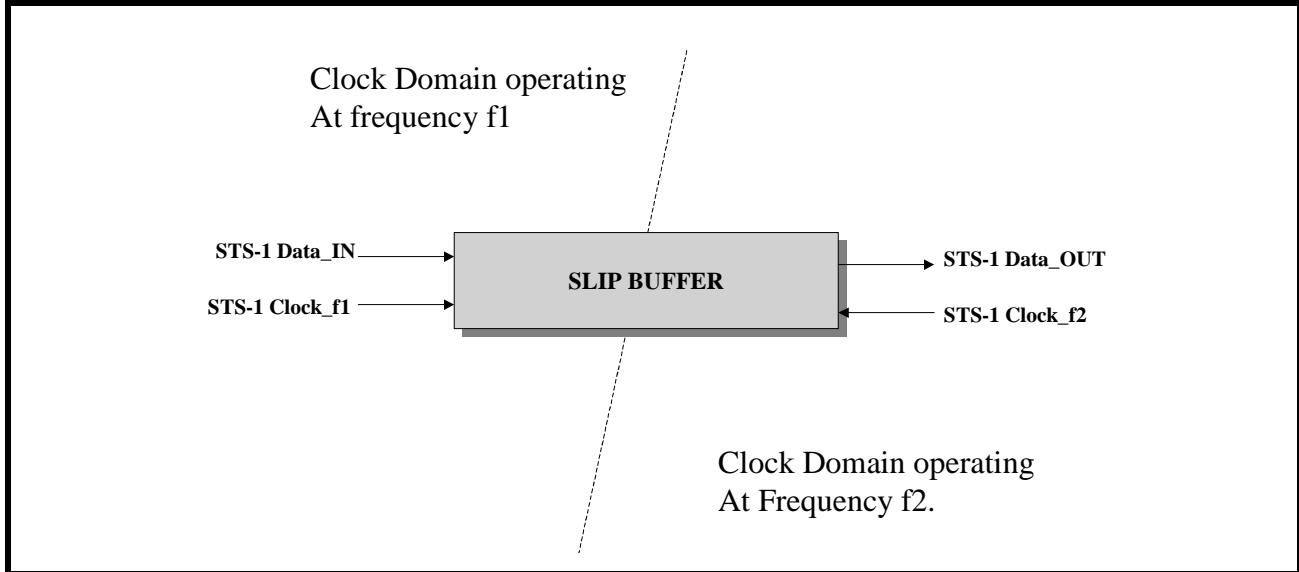 Clock Domain operating
At frequency f1
STS-1 Data_IN
STS-1 Clock_f1
SLIP BUFFER
STS-1 Data_OUT
STS-1 Clock_f2
Clock Domain operating
At Frequency f2.